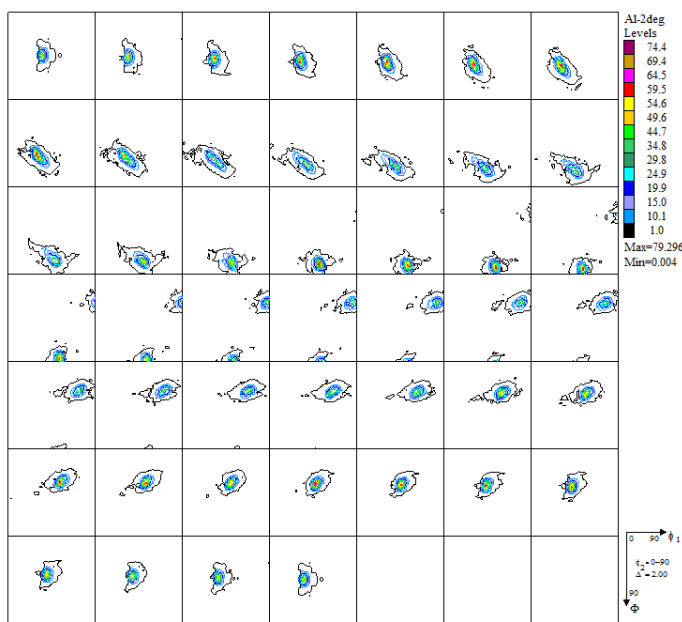 Al-2deg
Levels
74.4
69.4
64.5
59.5
54.6
49.6
44.7
34.8
29.8
24.9
19.9
15.0
10.1
1.0
Max=79.296
Min=0.004
0 90 ϕ1
ϕ2=0-90
Δ=2.00
90
Φ